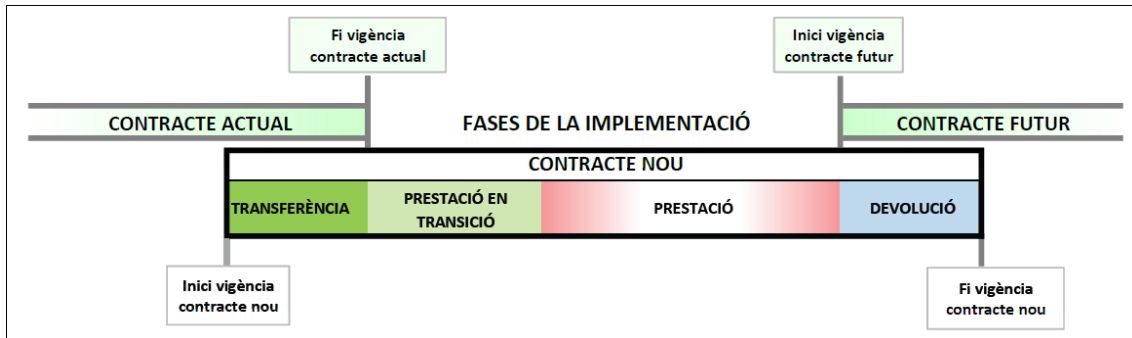 Fi vigència
contracte actual
Inici vigència
contracte futur
CONTRACTE ACTUAL
FASES DE LA IMPLEMENTACIÓ
CONTRACTE FUTUR
CONTRACTE NOU
TRANSFERÈNCIA
PRESTACIÓ EN
TRANSICIÓ
PRESTACIÓ
DEVOLUCIÓ
Inici vigència
contracte nou
Fi vigència
contracte nou